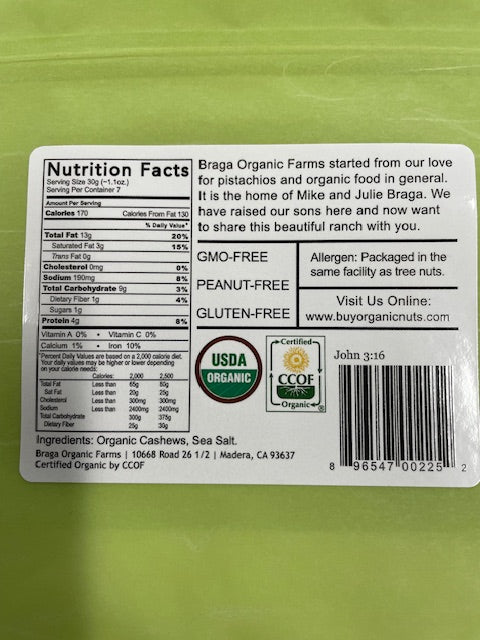 Nutrition Facts
Serving Size 30g (~1.1oz.)
Serving Per Container 7
Amount Per Serving
Calories 170 Calories From Fat 130
% Daily Value*
Total Fat 13g 20%
Saturated Fat 3g 15%
Trans Fat 0g
Cholesterol 0mg 0%
Sodium 190mg 8%
Total Carbohydrate 9g 3%
Dietary Fiber 1g 4%
Sugars 1g
Protein 4g 8%
Vitamin A 0% • Vitamin C 0%
Calcium 1% • Iron 10%
*Percent Daily Values are based on a 2,000 calorie diet.
Your daily values may be higher or lower depending
on your calorie needs:
Calories: 2,000 2,500
Total Fat Less than 65g 80g
Sat Fat Less than 20g 25g
Cholesterol Less than 300mg 300mg
Sodium Less than 2400mg 2400mg
Total Carbohydrate 300g 375g
Dietary Fiber 25g 30g
Braga Organic Farms started from our love
for pistachios and organic food in general.
It is the home of Mike and Julie Braga. We
have raised our sons here and now want
to share this beautiful ranch with you.
GMO-FREE
PEANUT-FREE
GLUTEN-FREE
Allergen: Packaged in the
same facility as tree nuts.
Visit Us Online:
www.buyorganicnuts.com
USDA
ORGANIC
Certified
CCOF
Organic
®
John 3:16
8 96547 00225 2
Ingredients: Organic Cashews, Sea Salt.
Braga Organic Farms | 10668 Road 26 1/2 | Madera, CA 93637
Certified Organic by CCOF